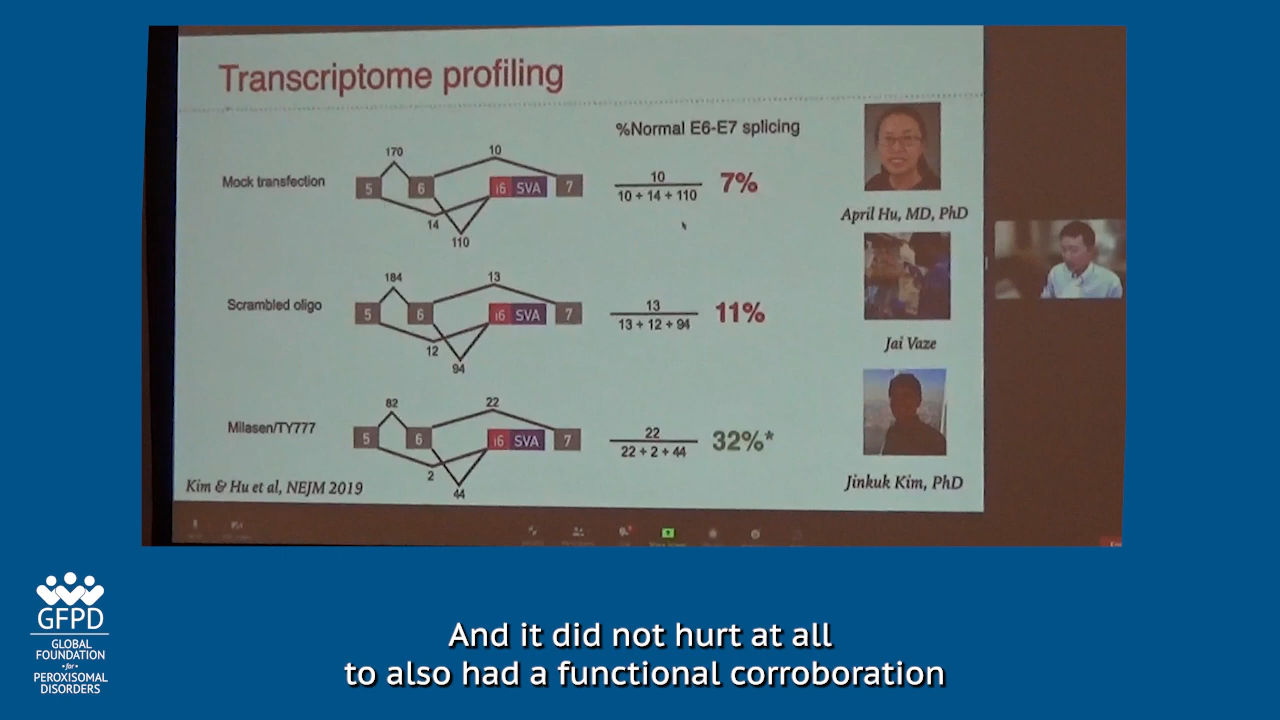 Transcriptome profiling
%Normal E6-E7 splicing
Mock transfection
170
10
5
6
i6 SVA
7
14
110
10
10 + 14 + 110
7%
April Hu, MD, PhD
Scrambled oligo
184
13
5
6
i6 SVA
7
12
94
13
13 + 12 + 94
11%
Jai Vaze
Milasen/TY777
82
22
5
6
i6 SVA
7
2
44
22
22 + 2 + 44
32%*
Jinkuk Kim, PhD
Kim & Hu et al, NEJM 2019
GFPD
GLOBAL
FOUNDATION
for
PEROXISOMAL
DISORDERS
And it did not hurt at all
to also had a functional corroboration